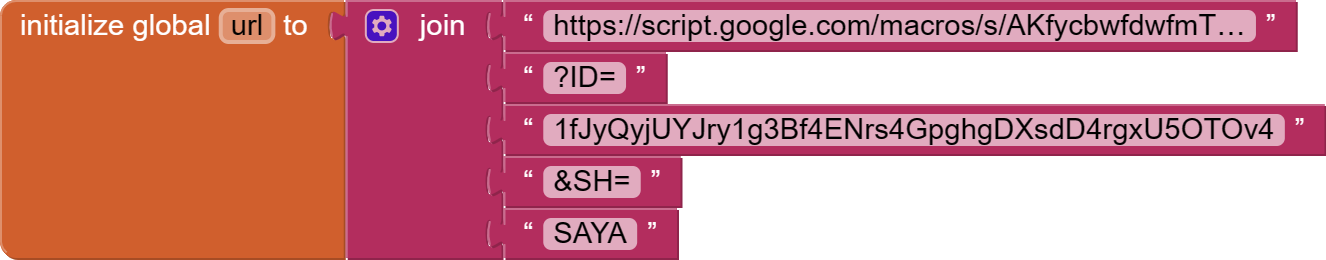 initialize global url to join “ https://script.google.com/macros/s/AKfycbwfdwfmT... ”
“ ?ID= ”
“ 1fJyQyjUYJry1g3Bf4ENrs4GpghgDXsdD4rgxU5OTOv4 ”
“ &SH= ”
“ SAYA ”